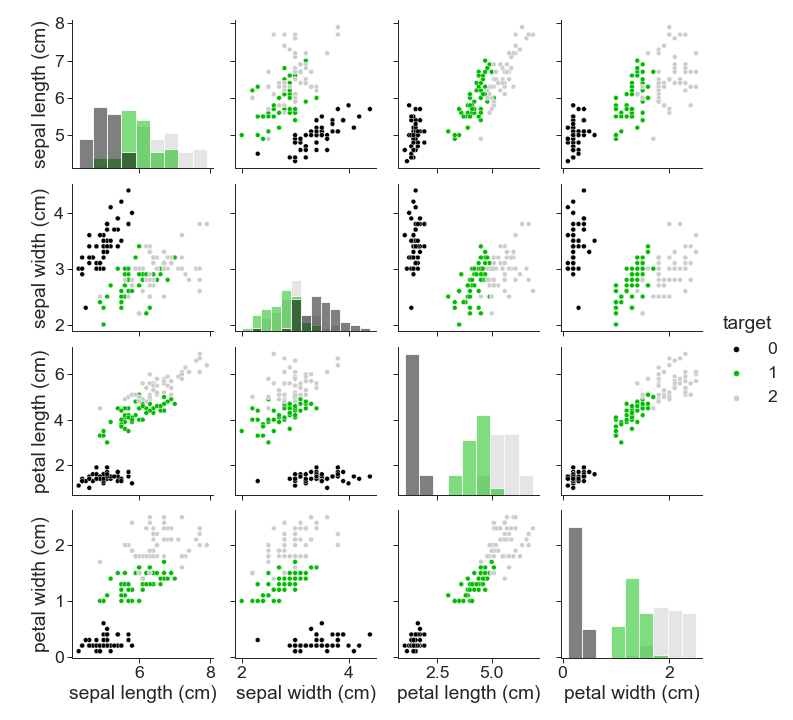 8
7
6
5
sepal length (cm)
4
3
2
sepal width (cm)
target
0
1
2
6
4
2
petal length (cm)
2
1
0
petal width (cm)
6 8
2 4
2.5 5.0
0 2
sepal length (cm)
sepal width (cm)
petal length (cm)
petal width (cm)